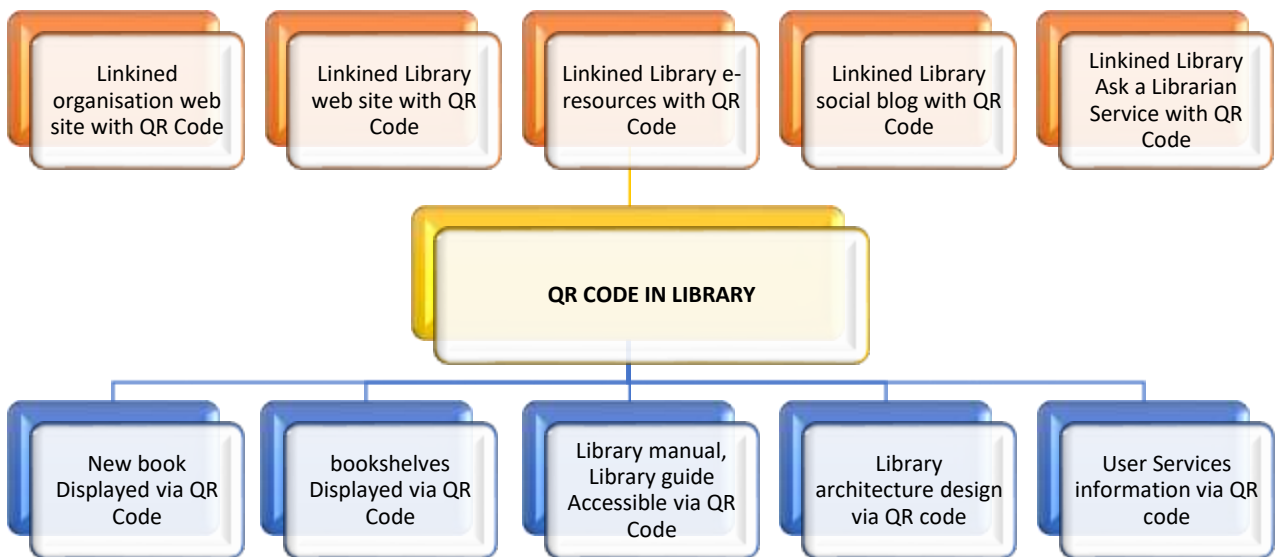 Linkined
organisation web
site with QR Code
Linkined Library
web site with QR
Code
Linkined Library e-
resources with QR
Code
Linkined Library
social blog with QR
Code
Linkined Library
Ask a Librarian
Service with QR
Code
QR CODE IN LIBRARY
New book
Displayed via QR
Code
bookshelves
Displayed via QR
Code
Library manual,
Library guide
Accessible via QR
Code
Library
architecture design
via QR code
User Services
information via QR
code